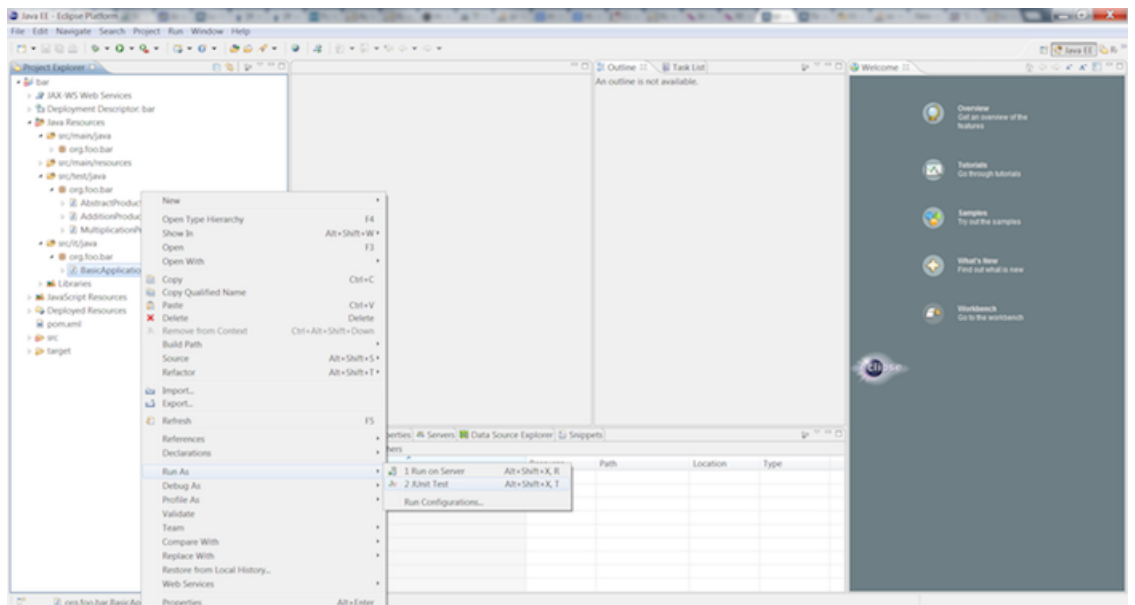 Java EE - Eclipse Platform
File Edit Navigate Search Project Run Window Help
Java EE
Project Explorer
bar
JAX-WS Web Services
Deployment Descriptor: bar
Java Resources
src/main/java
org.foo.bar
src/main/resources
src/test/java
org.foo.bar
AbstractProduc
AdditionProduc
MultiplicationP
src/it/java
org.foo.bar
BasicApplicatio
Libraries
JavaScript Resources
Deployed Resources
pom.xml
src
target
New
Open Type Hierarchy F4
Show In Alt+Shift+W
Open F3
Open With
Copy Ctrl+C
Copy Qualified Name
Paste Ctrl+V
Delete Delete
Remove from Context Ctrl+Alt+Shift+Down
Build Path
Source Alt+Shift+S
Refactor Alt+Shift+T
Import...
Export...
Refresh F5
References
Declarations
Run As
Debug As
Profile As
Validate
Team
Compare With
Replace With
Restore from Local History...
Web Services
Properties Alt+Enter
1 Run on Server Alt+Shift+X, R
2 JUnit Test Alt+Shift+X, T
Run Configurations...
Outline Task List
An outline is not available.
erties Servers Data Source Explorer Snippets
hers
Path Location Type
Welcome
Overview
Get an overview of the
features
Tutorials
Go through tutorials
Samples
Try out the samples
What's New
Find out what is new
Workbench
Go to the workbench
eclipse
org.foo.bar.BasicAp